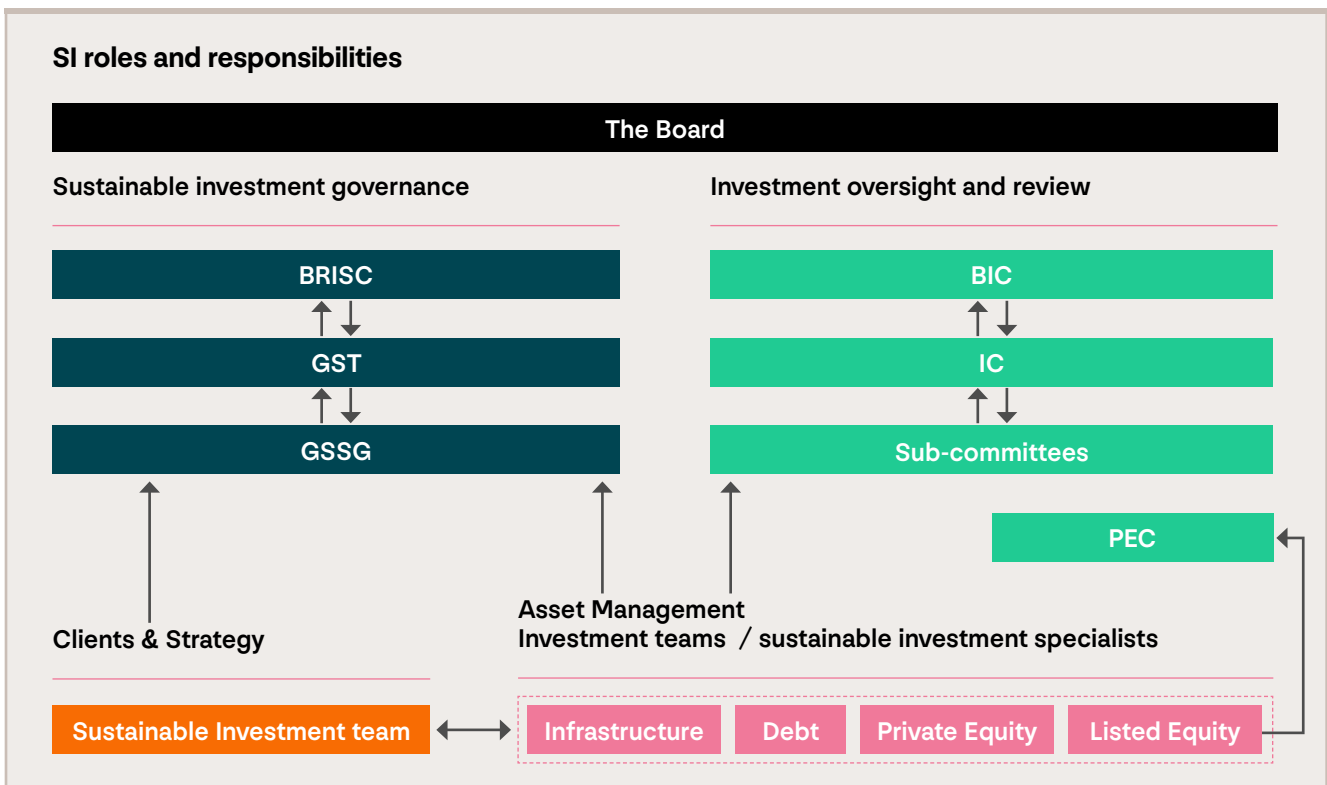 SI roles and responsibilities
The Board
Sustainable investment governance
BRISC
GST
GSSG
Investment oversight and review
BIC
IC
Sub-committees
PEC
Clients & Strategy
Sustainable Investment team
Asset Management
Investment teams / sustainable investment specialists
Infrastructure
Debt
Private Equity
Listed Equity